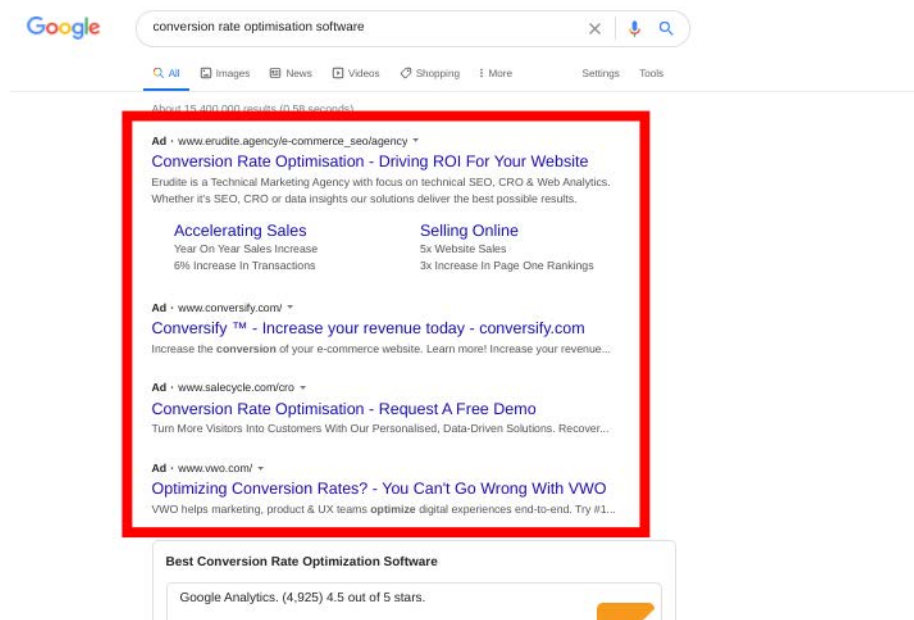 Google
conversion rate optimisation software
All Images News Videos Shopping More Settings Tools
About 15,400,000 results (0.58 seconds)
Ad · www.erudite.agency/e-commerce_seo/agency
Conversion Rate Optimisation - Driving ROI For Your Website
Erudite is a Technical Marketing Agency with focus on technical SEO, CRO & Web Analytics.
Whether it's SEO, CRO or data insights our solutions deliver the best possible results.
Accelerating Sales Selling Online
Year On Year Sales Increase 5x Website Sales
6% Increase In Transactions 3x Increase In Page One Rankings
Ad · www.conversify.com/
Conversify ™ - Increase your revenue today - conversify.com
Increase the conversion of your e-commerce website. Learn more! Increase your revenue...
Ad · www.salecycle.com/cro
Conversion Rate Optimisation - Request A Free Demo
Turn More Visitors Into Customers With Our Personalised, Data-Driven Solutions. Recover...
Ad · www.vwo.com/
Optimizing Conversion Rates? - You Can't Go Wrong With VWO
VWO helps marketing, product & UX teams optimize digital experiences end-to-end. Try #1...
Best Conversion Rate Optimization Software
Google Analytics. (4,925) 4.5 out of 5 stars.